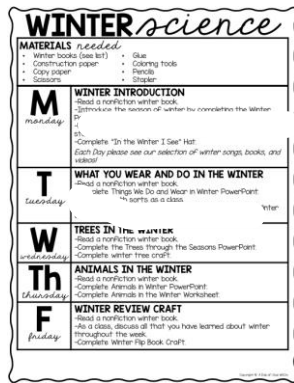 WINTER science
MATERIALS needed
• Winter books (see list)
• Construction paper
• Copy paper
• Scissors
• Glue
• Coloring tools
• Pencils
• Stapler
M
monday
WINTER INTRODUCTION
-Read a nonfiction winter book.
-Introduce the season of winter by completing the Winter
-Complete "In the Winter I See" Hat
Each Day please see our selection of winter songs, books, and
videos!
T
tuesday
WHAT YOU WEAR AND DO IN THE WINTER
-Read a nonfiction winter book.
Things We Do and Wear in Winter PowerPoint
sorts as a class.
W
wednesday
TREES IN THE WINTER
-Read a nonfiction winter book.
-Complete the Trees through the Seasons PowerPoint
-Complete winter tree craft
Th
thursday
ANIMALS IN THE WINTER
-Read a nonfiction winter book.
-Complete Animals in Winter PowerPoint
-Complete Animals in the Winter Worksheet
F
friday
WINTER REVIEW CRAFT
-Read a nonfiction winter book.
-As a class, discuss all that you have learned about winter
throughout the week.
-Complete Winter Flip Book Craft